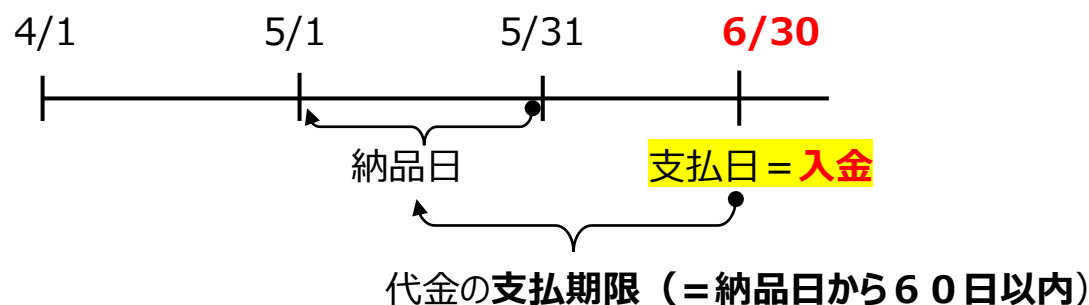 4/1 5/1 5/31 6/30
納品日 支払日=入金
代金の支払期限(=納品日から60日以内)